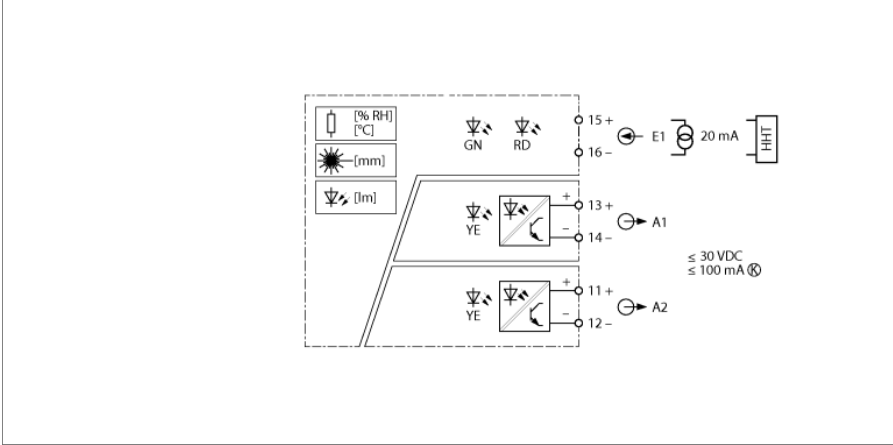 [% RH]
[°C]
[mm]
[lm]
GN
RD
15 +
16 –
E1
20 mA
HHT
YE
+
–
13 +
14 –
A1
≤ 30 VDC
≤ 100 mA Ⓚ
YE
+
–
11 +
12 –
A2